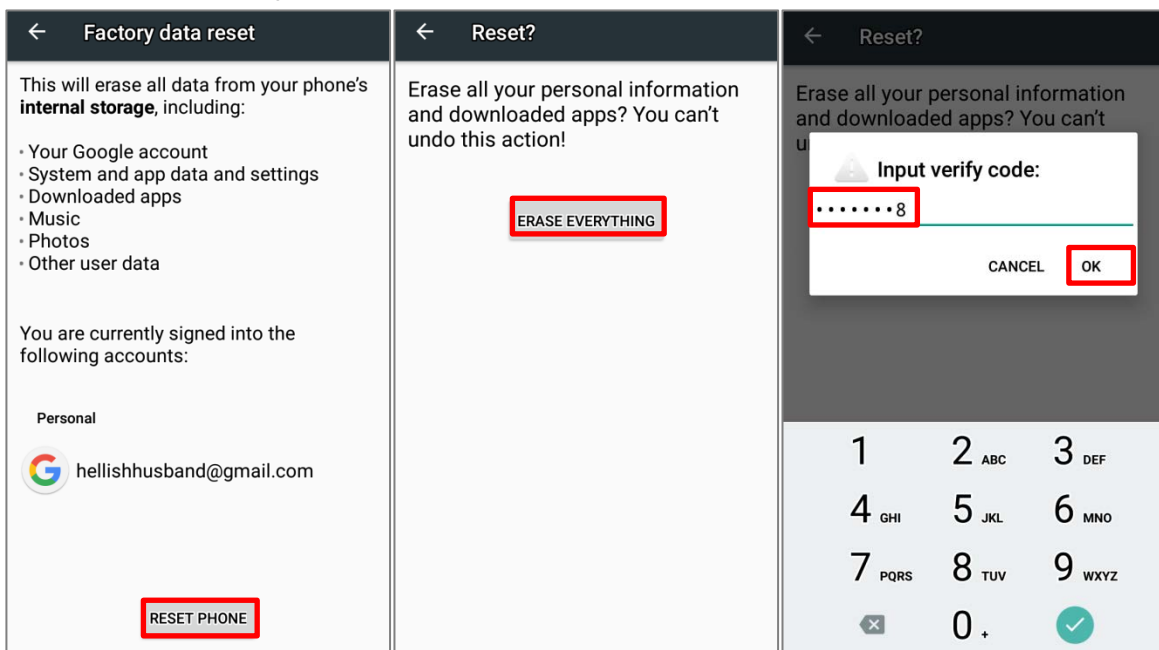 Factory data reset
This will erase all data from your phone's
internal storage, including:
· Your Google account
· System and app data and settings
· Downloaded apps
· Music
· Photos
· Other user data
You are currently signed into the
following accounts:
Personal
hellishhusband@gmail.com
RESET PHONE
Reset?
Erase all your personal information
and downloaded apps? You can't
undo this action!
ERASE EVERYTHING
Reset?
Erase all your personal information
and downloaded apps? You can't
u
Input verify code:
•••••••8
CANCEL OK
1 2 ABC 3 DEF
4 GHI 5 JKL 6 MNO
7 PQRS 8 TUV 9 WXYZ
0 +